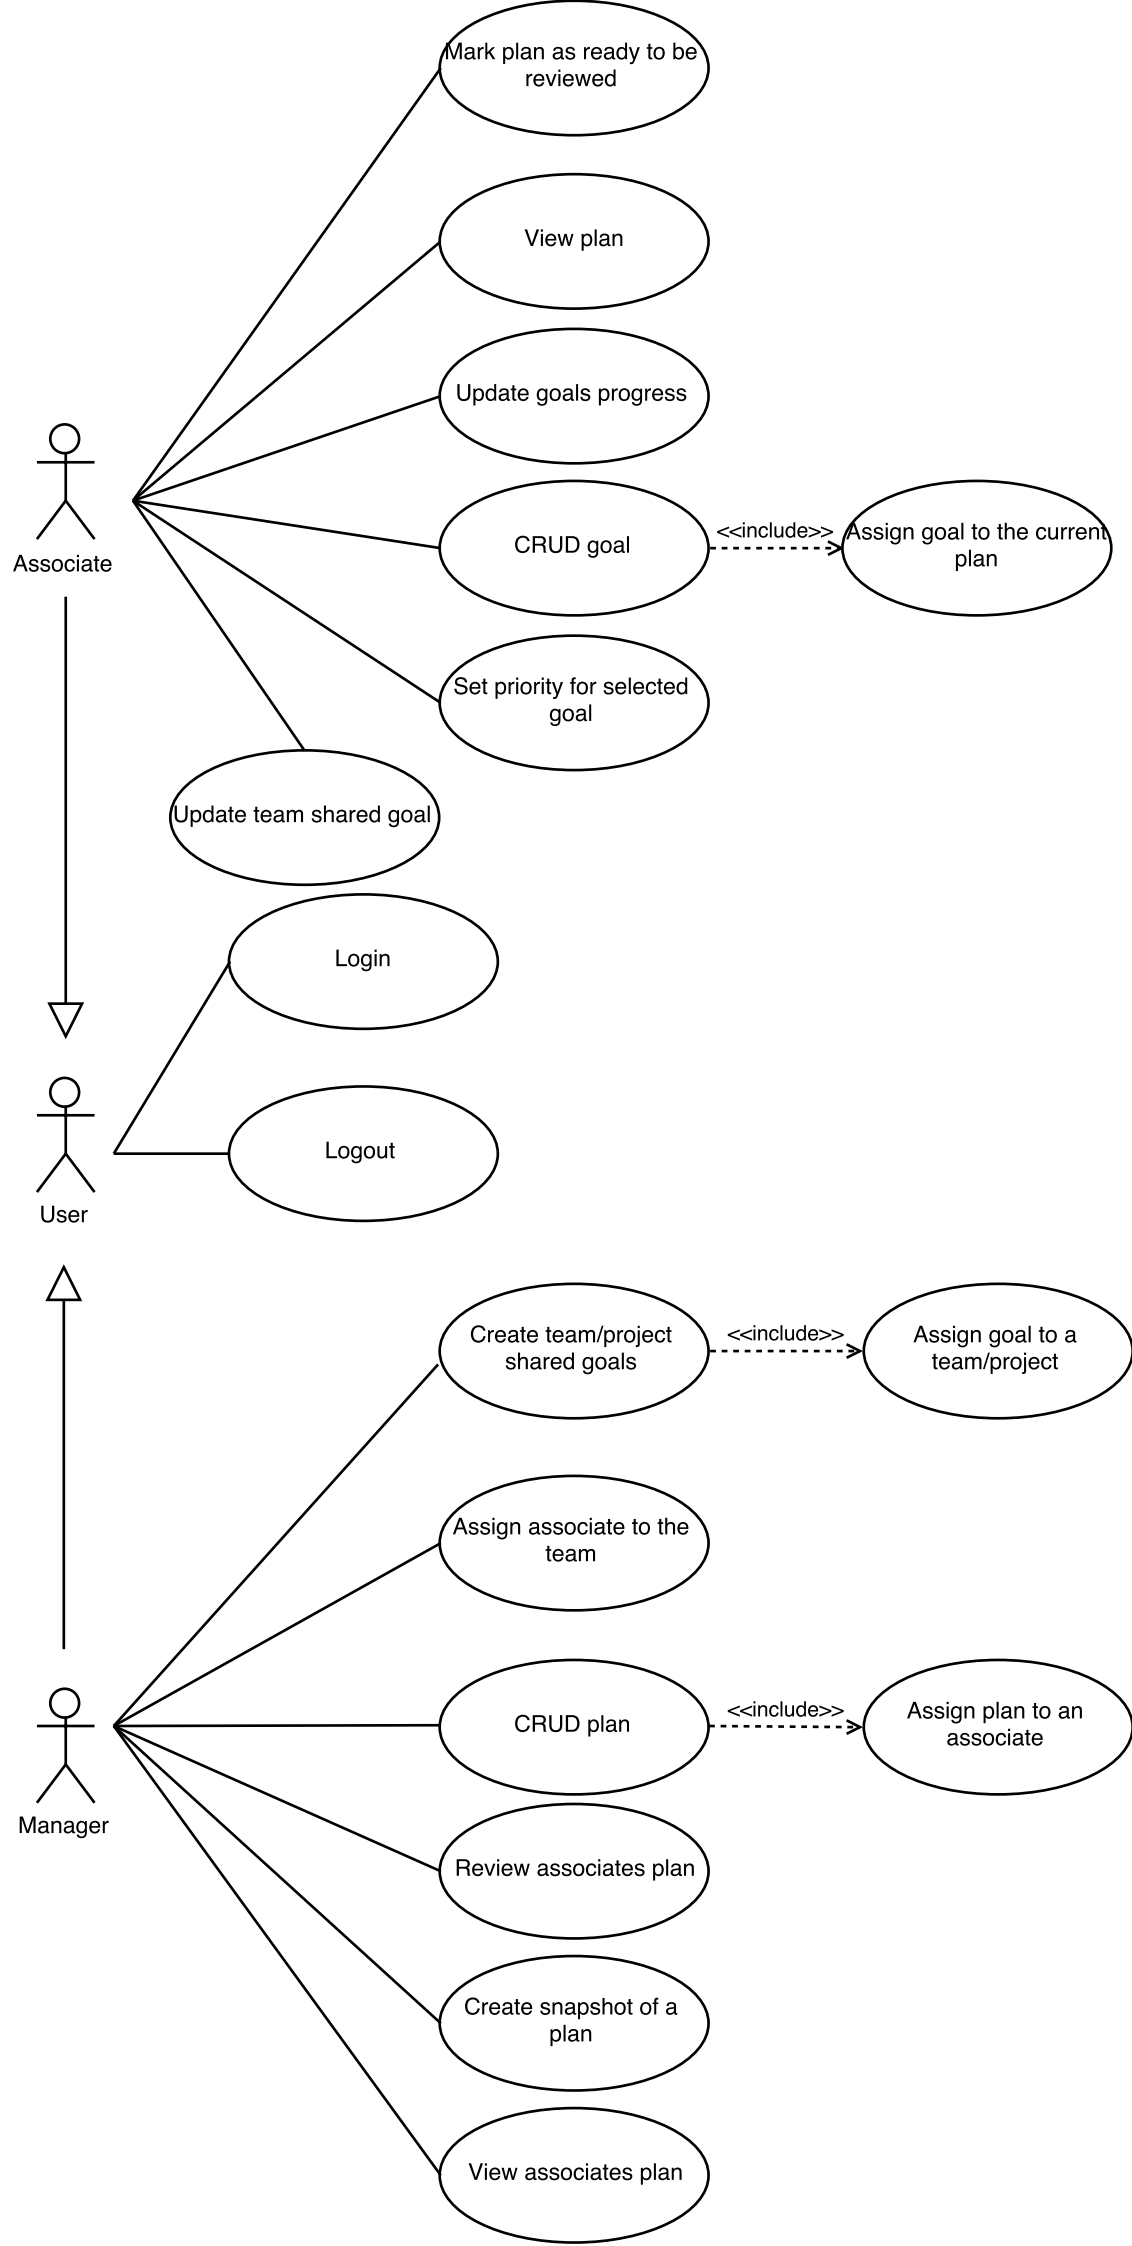 Mark plan as ready to be
reviewed
View plan
Update goals progress
Associate
CRUD goal
<<include>>
Assign goal to the current
plan
Set priority for selected
goal
Update team shared goal
Login
Logout
User
Create team/project
shared goals
<<include>>
Assign goal to a
team/project
Assign associate to the
team
Manager
CRUD plan
<<include>>
Assign plan to an
associate
Review associates plan
Create snapshot of a
plan
View associates plan